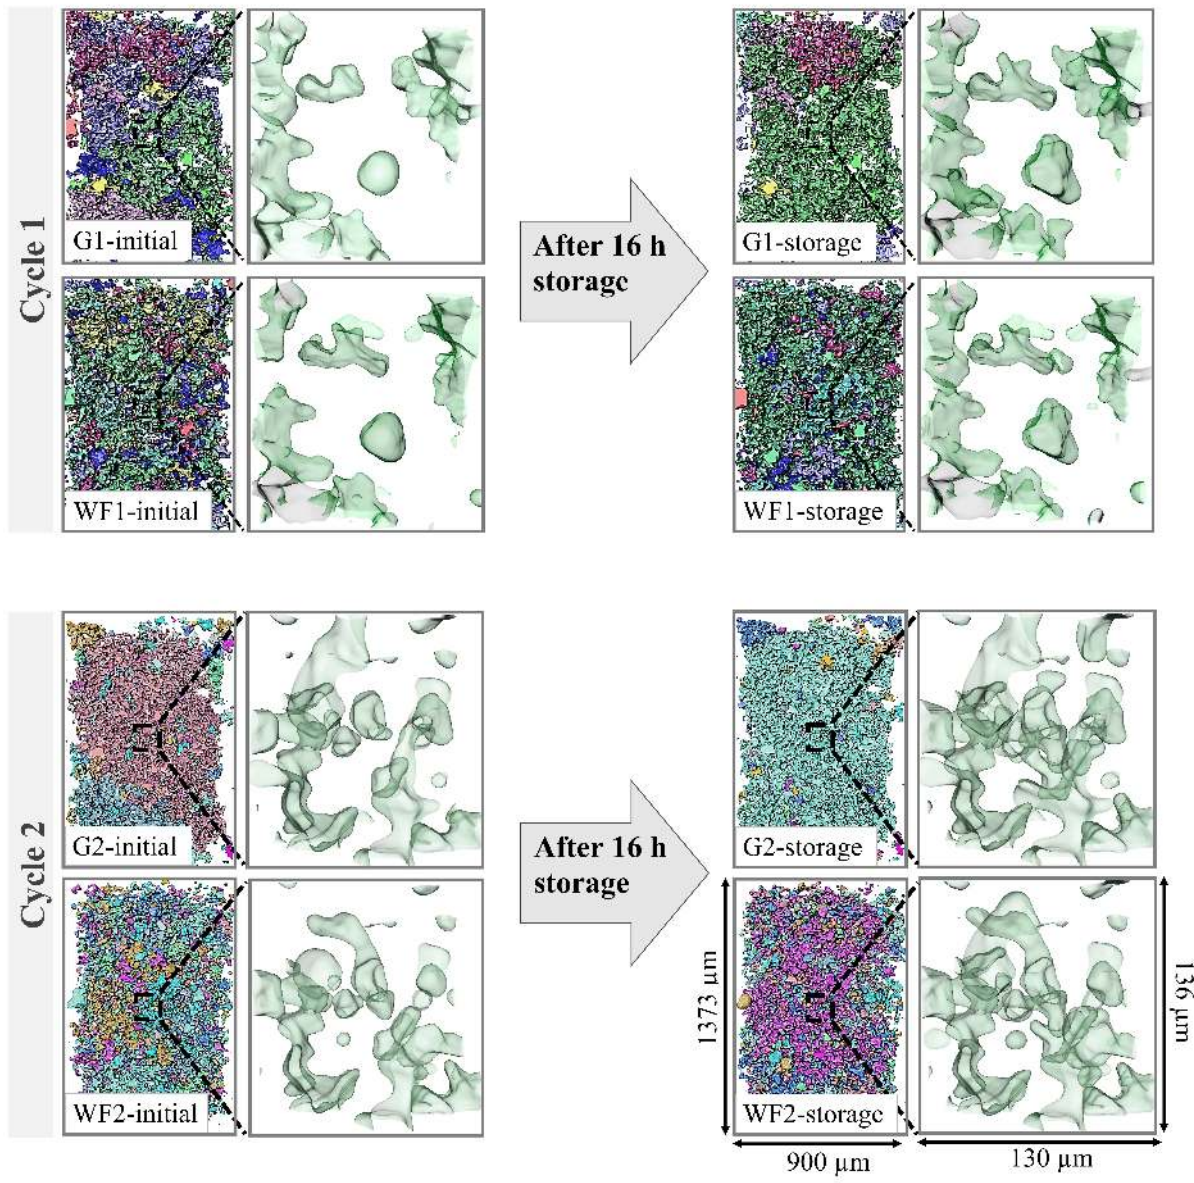 Cycle 1
G1-initial
After 16 h
storage
G1-storage
WF1-initial
WF1-storage
Cycle 2
G2-initial
After 16 h
storage
G2-storage
WF2-initial
WF2-storage
1373 µm
136 µm
900 µm
130 µm